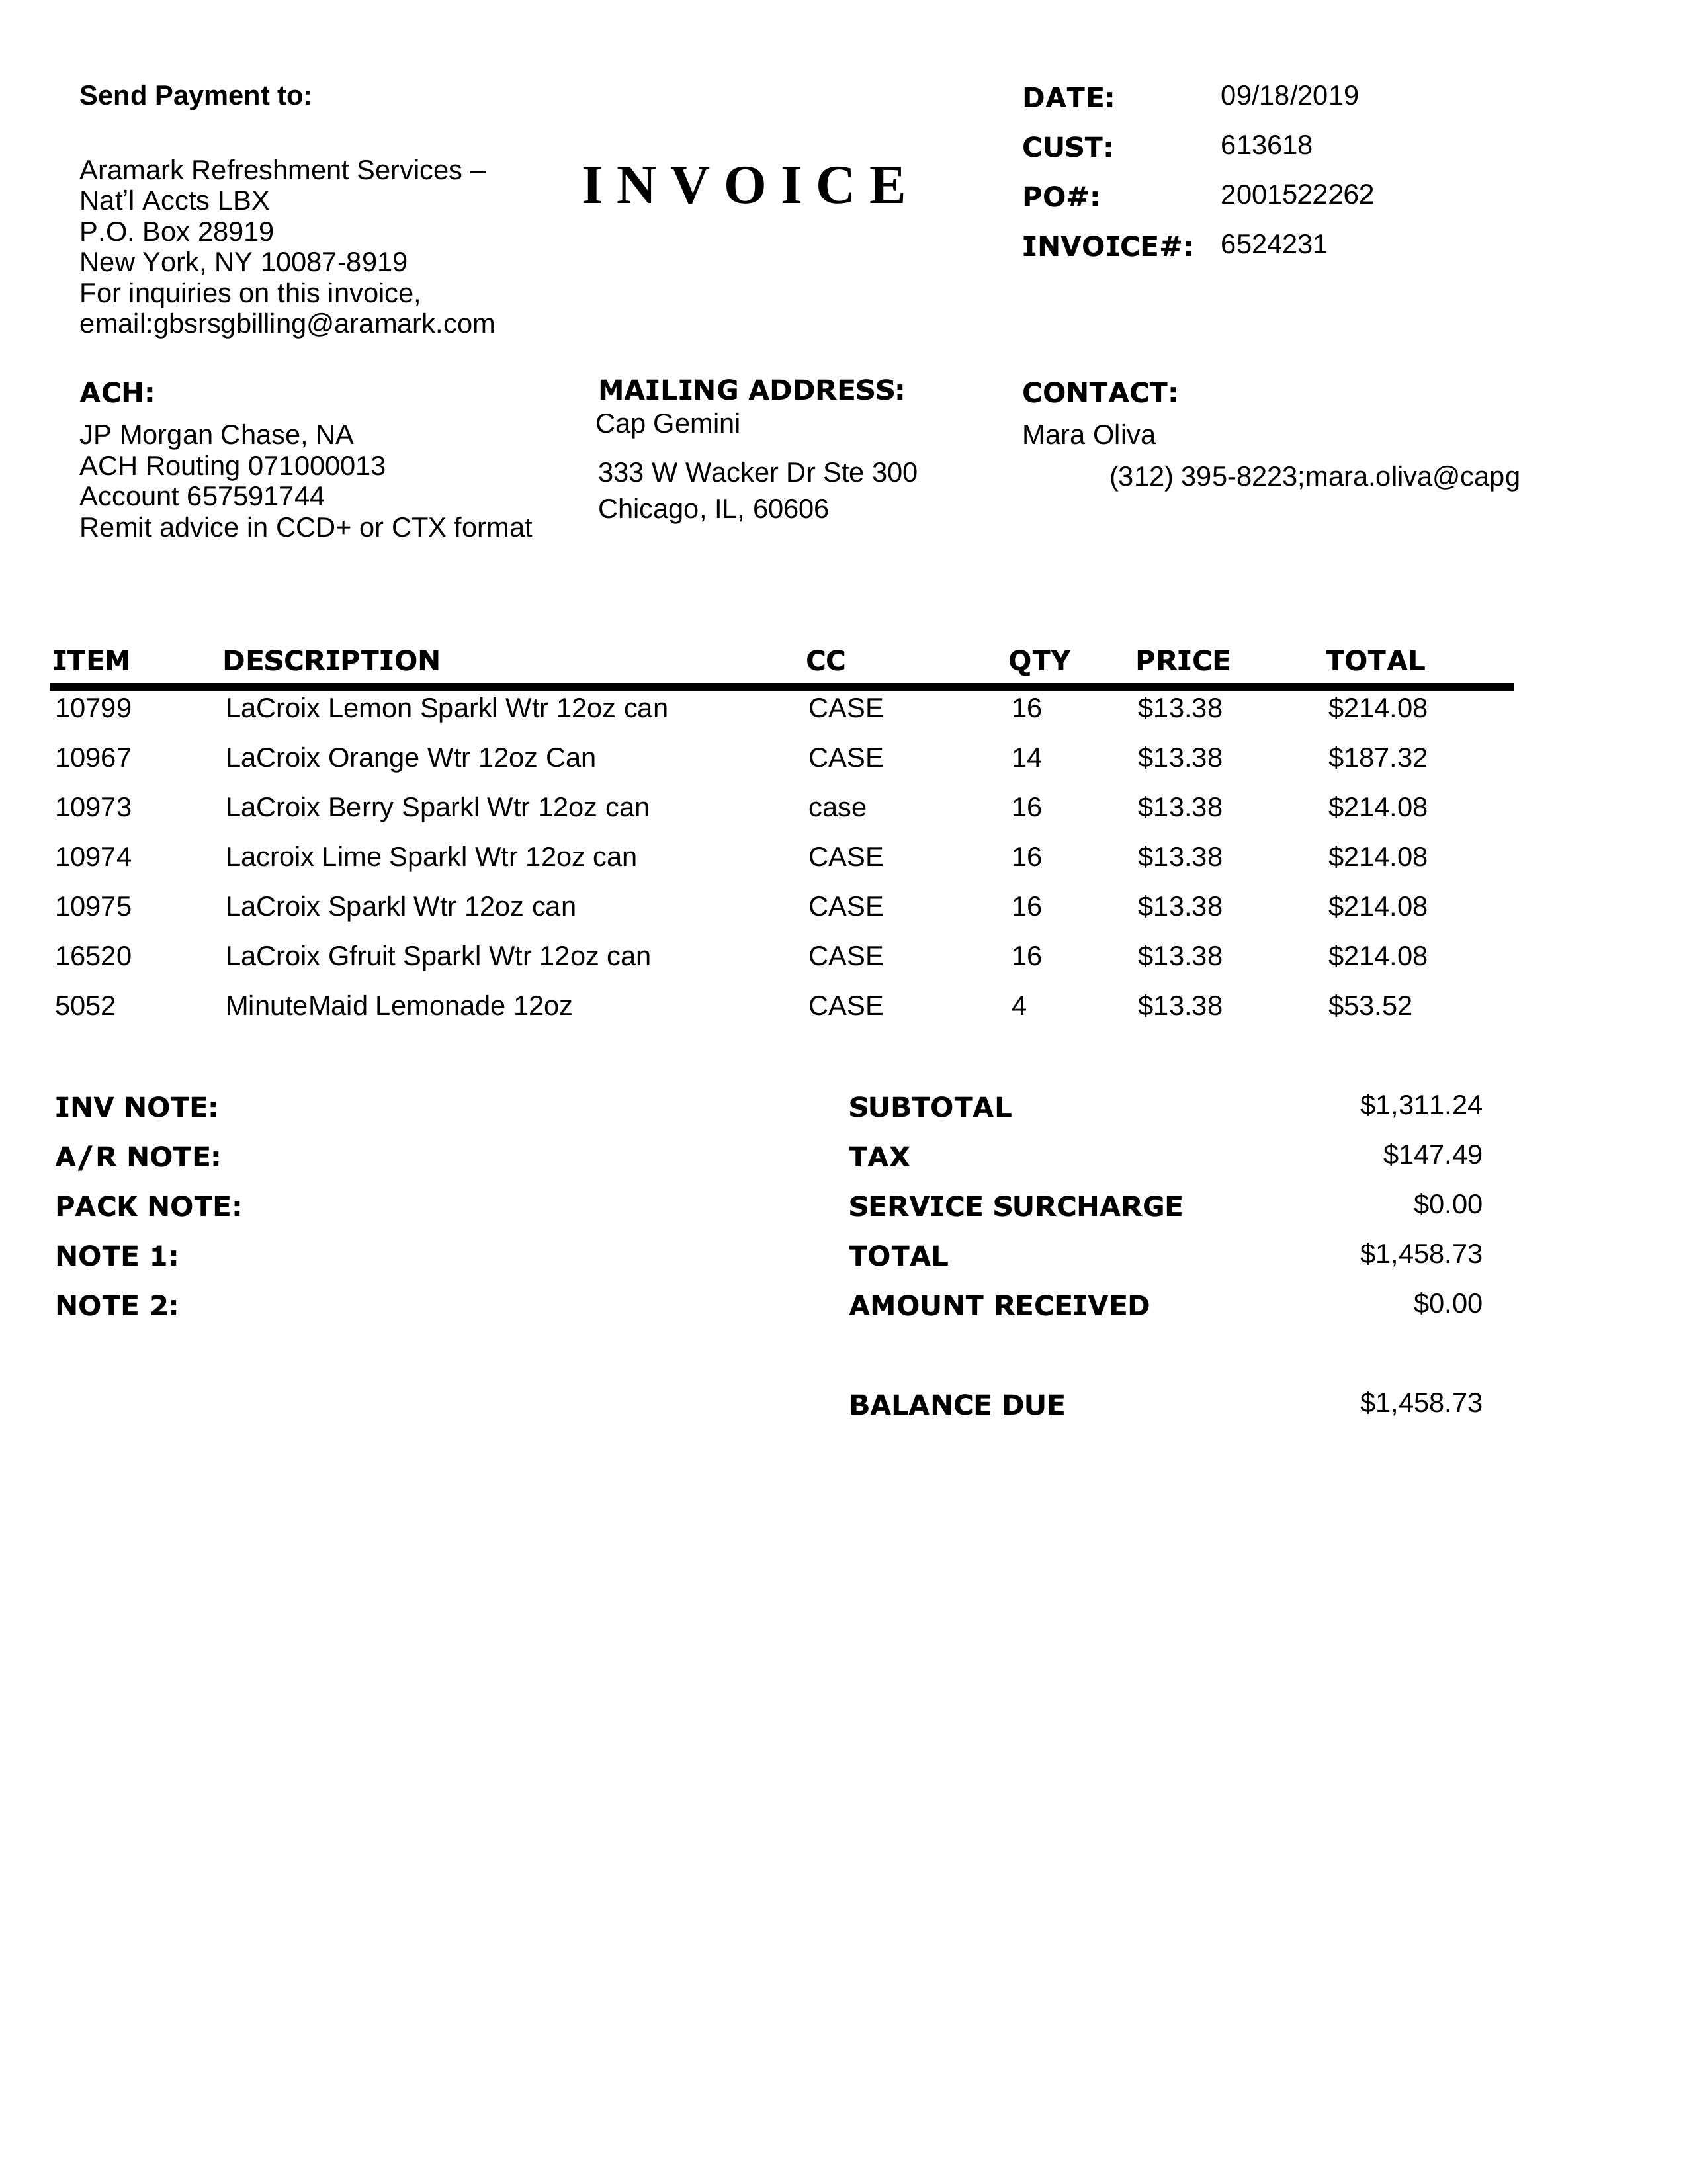 Send Payment to:
Aramark Refreshment Services –
Nat’l Accts LBX
P.O. Box 28919
New York, NY 10087-8919
For inquiries on this invoice,
email:gbsrsgbilling@aramark.com
INVOICE
DATE: 09/18/2019
CUST: 613618
PO#: 2001522262
INVOICE#: 6524231
ACH:
JP Morgan Chase, NA
ACH Routing 071000013
Account 657591744
Remit advice in CCD+ or CTX format
MAILING ADDRESS:
Cap Gemini
333 W Wacker Dr Ste 300
Chicago, IL, 60606
CONTACT:
Mara Oliva
(312) 395-8223;mara.oliva@capg
ITEM DESCRIPTION CC QTY PRICE TOTAL
10799 LaCroix Lemon Sparkl Wtr 12oz can CASE 16 $13.38 $214.08
10967 LaCroix Orange Wtr 12oz Can CASE 14 $13.38 $187.32
10973 LaCroix Berry Sparkl Wtr 12oz can case 16 $13.38 $214.08
10974 Lacroix Lime Sparkl Wtr 12oz can CASE 16 $13.38 $214.08
10975 LaCroix Sparkl Wtr 12oz can CASE 16 $13.38 $214.08
16520 LaCroix Gfruit Sparkl Wtr 12oz can CASE 16 $13.38 $214.08
5052 MinuteMaid Lemonade 12oz CASE 4 $13.38 $53.52
INV NOTE:
A/R NOTE:
PACK NOTE:
NOTE 1:
NOTE 2:
SUBTOTAL $1,311.24
TAX $147.49
SERVICE SURCHARGE $0.00
TOTAL $1,458.73
AMOUNT RECEIVED $0.00
BALANCE DUE $1,458.73